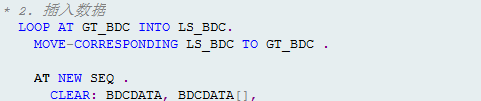 * 2. 插入数据
LOOP AT GT_BDC INTO LS_BDC.
MOVE-CORRESPONDING LS_BDC TO GT_BDC .
AT NEW SEQ .
CLEAR: BDCDATA, BDCDATA[],